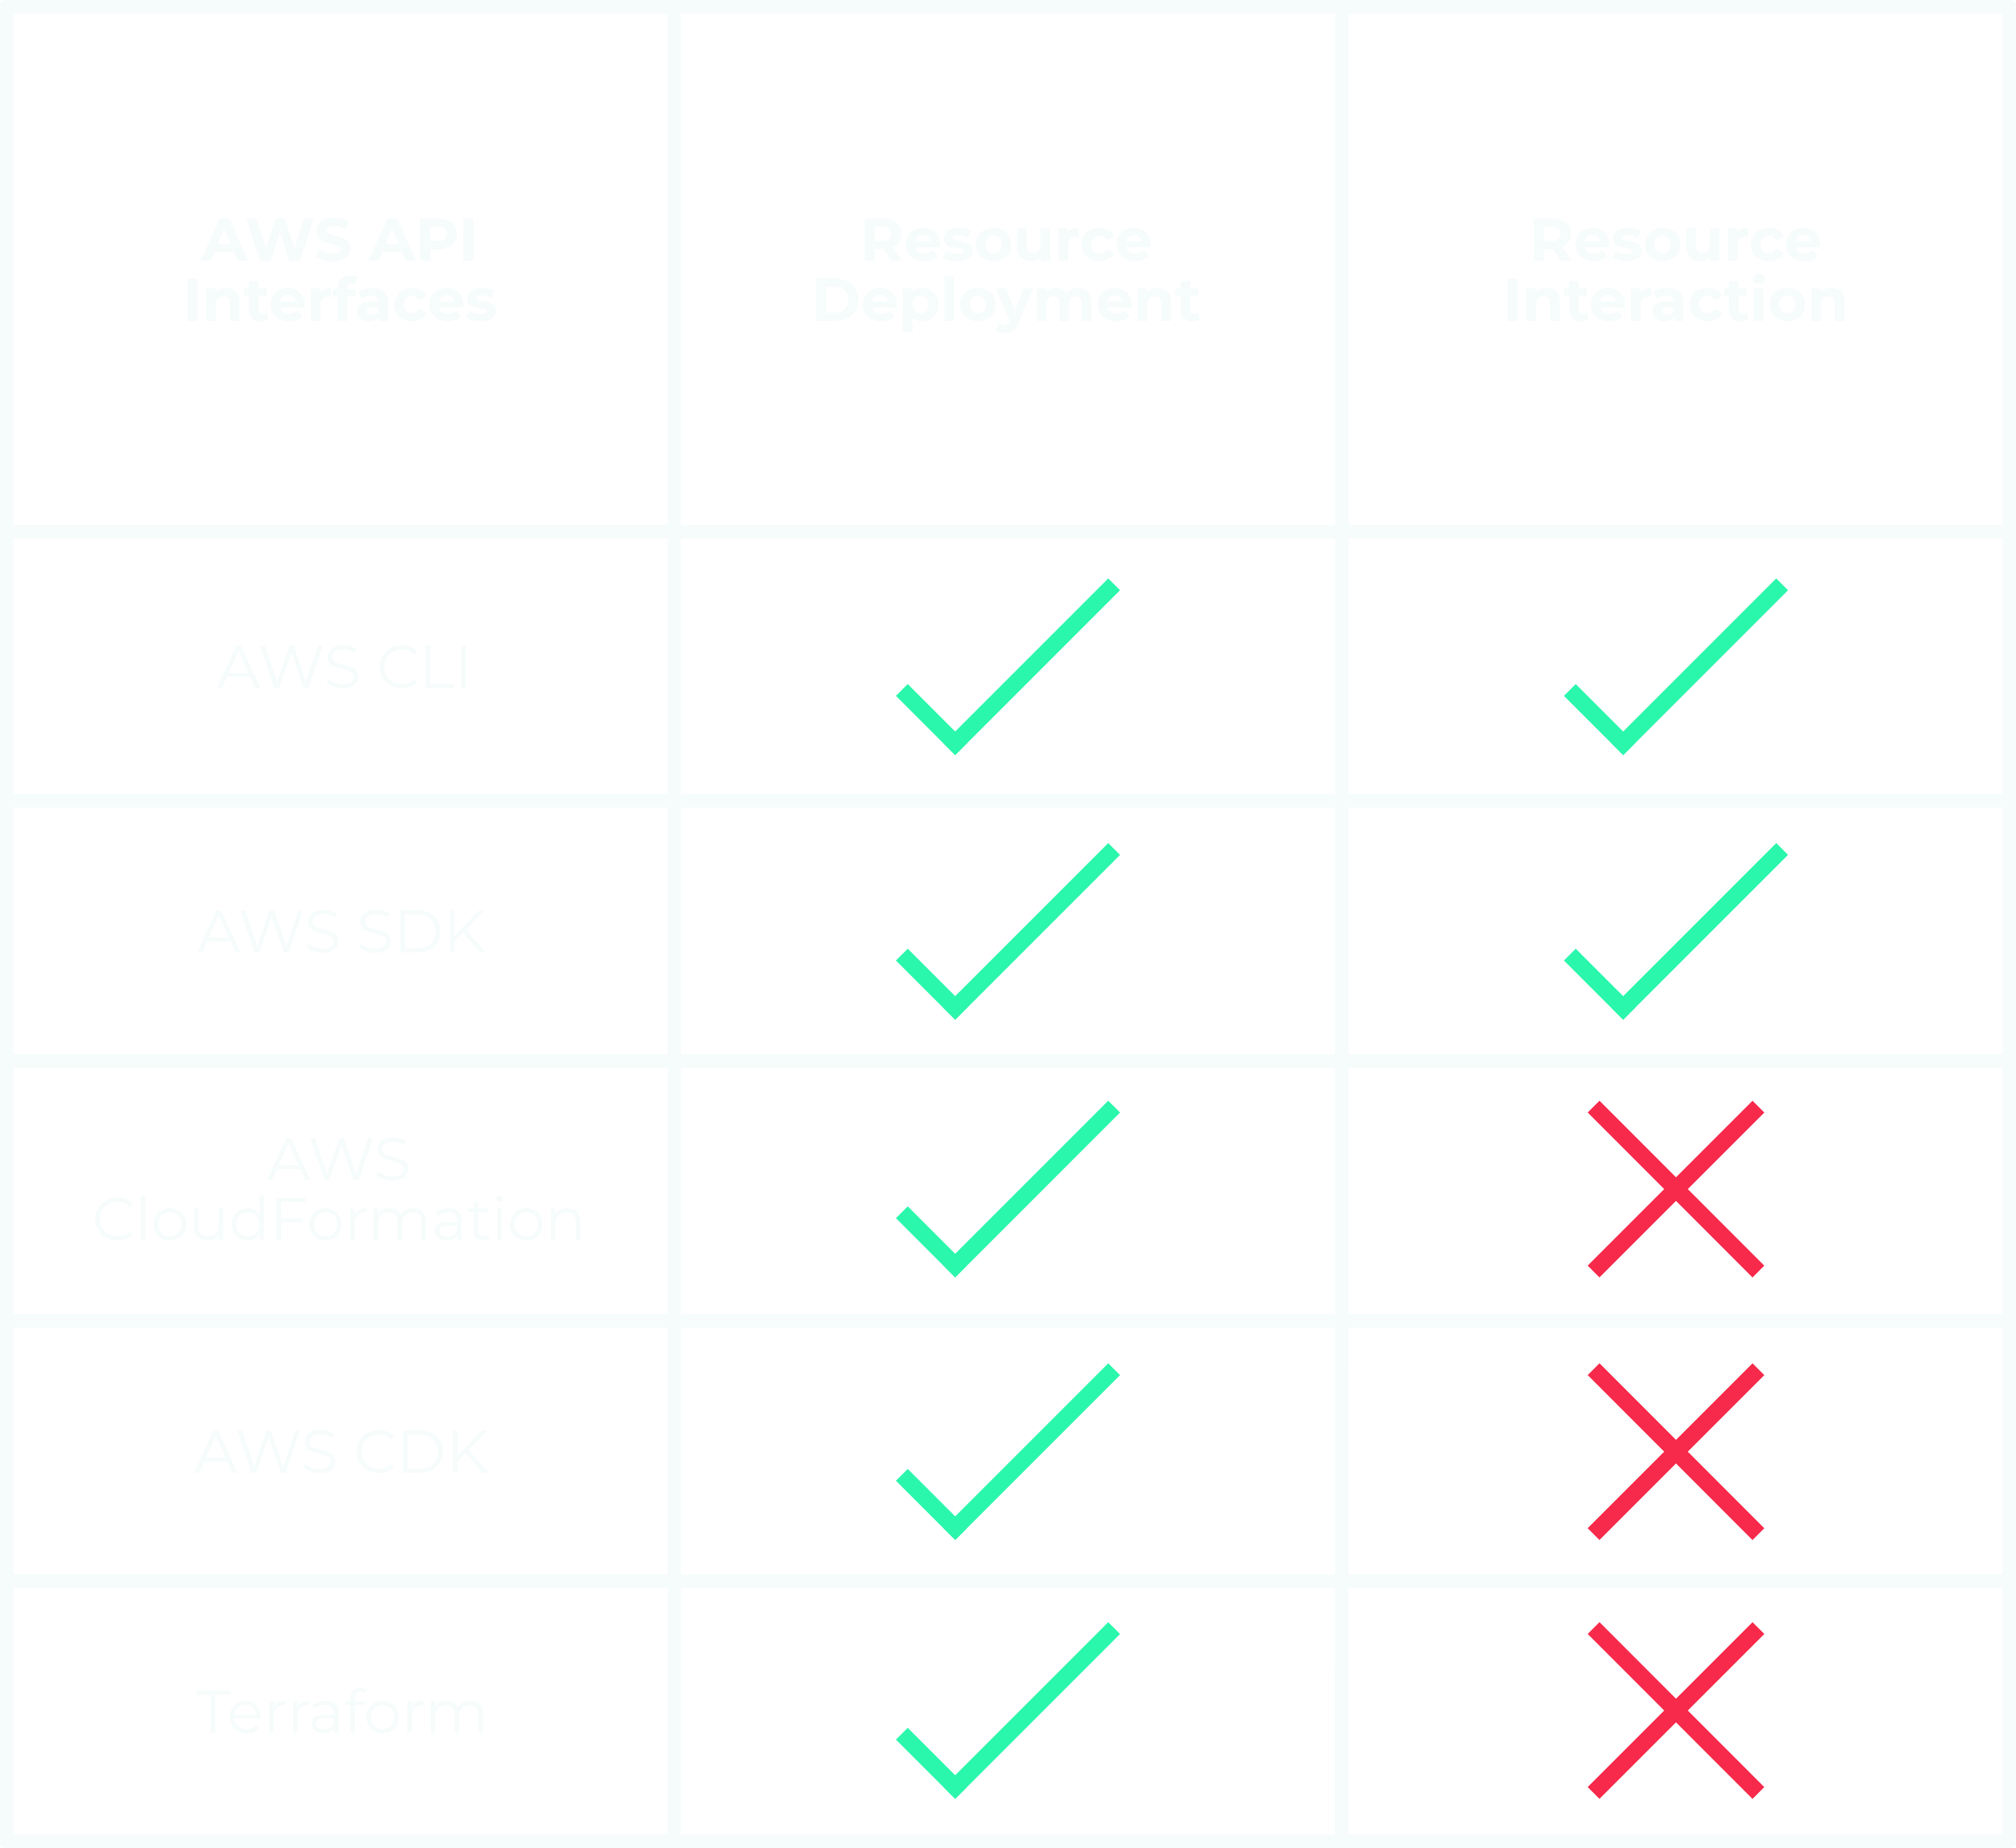 AWS API
Interfaces
Resource
Deployment
Resource
Interaction
AWS CLI
AWS SDK
AWS
CloudFormation
AWS CDK
Terraform